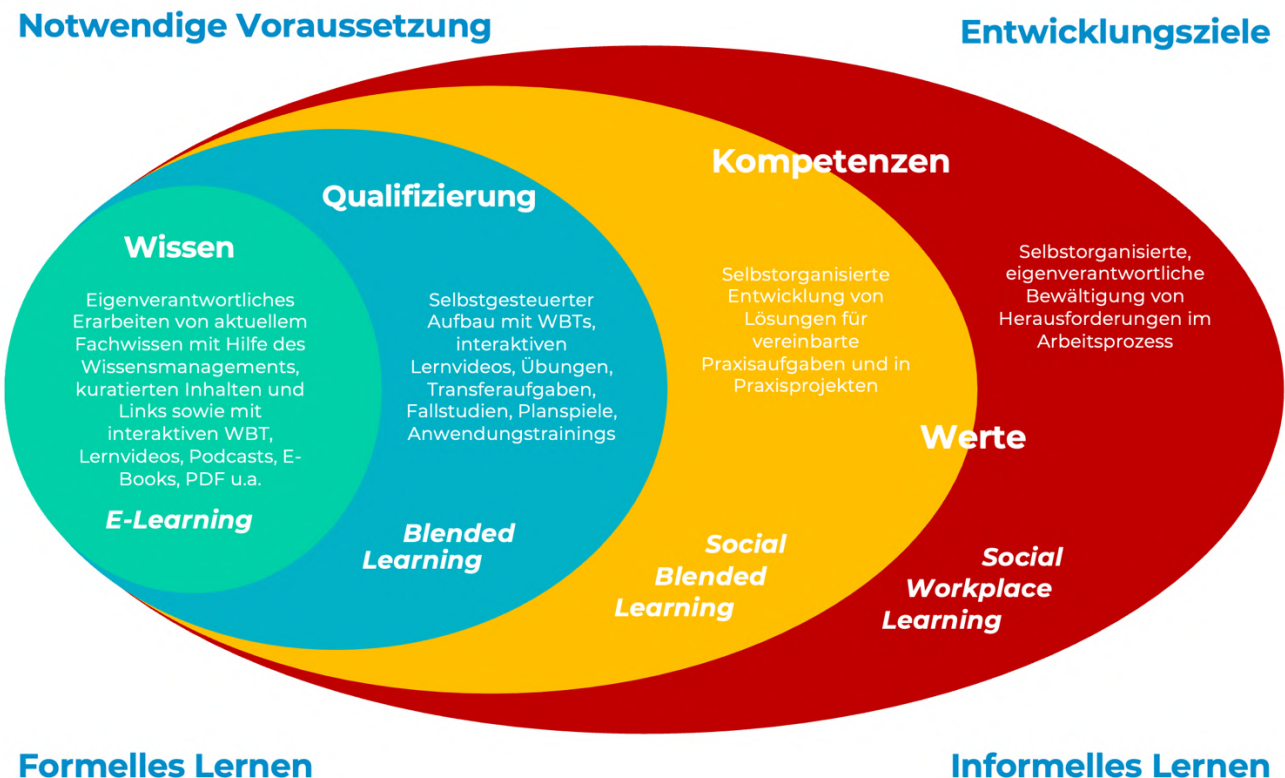 Notwendige Voraussetzung
Entwicklungsziele
Wissen
Eigenverantwortliches
Erarbeiten von aktuellem
Fachwissen mit Hilfe des
Wissensmanagements,
kuratierten Inhalten und
Links sowie mit
interaktiven WBT,
Lernvideos, Podcasts, E-
Books, PDF u.a.
E-Learning
Qualifizierung
Selbstgesteuerter
Aufbau mit WBTs,
interaktiven
Lernvideos, Übungen,
Transferaufgaben,
Fallstudien, Planspiele,
Anwendungstrainings
Blended
Learning
Kompetenzen
Selbstorganisierte
Entwicklung von
Lösungen für
vereinbarte
Praxisaufgaben und in
Praxisprojekten
Social
Blended
Learning
Selbstorganisierte,
eigenverantwortliche
Bewältigung von
Herausforderungen im
Arbeitsprozess
Werte
Social
Workplace
Learning
Formelles Lernen
Informelles Lernen